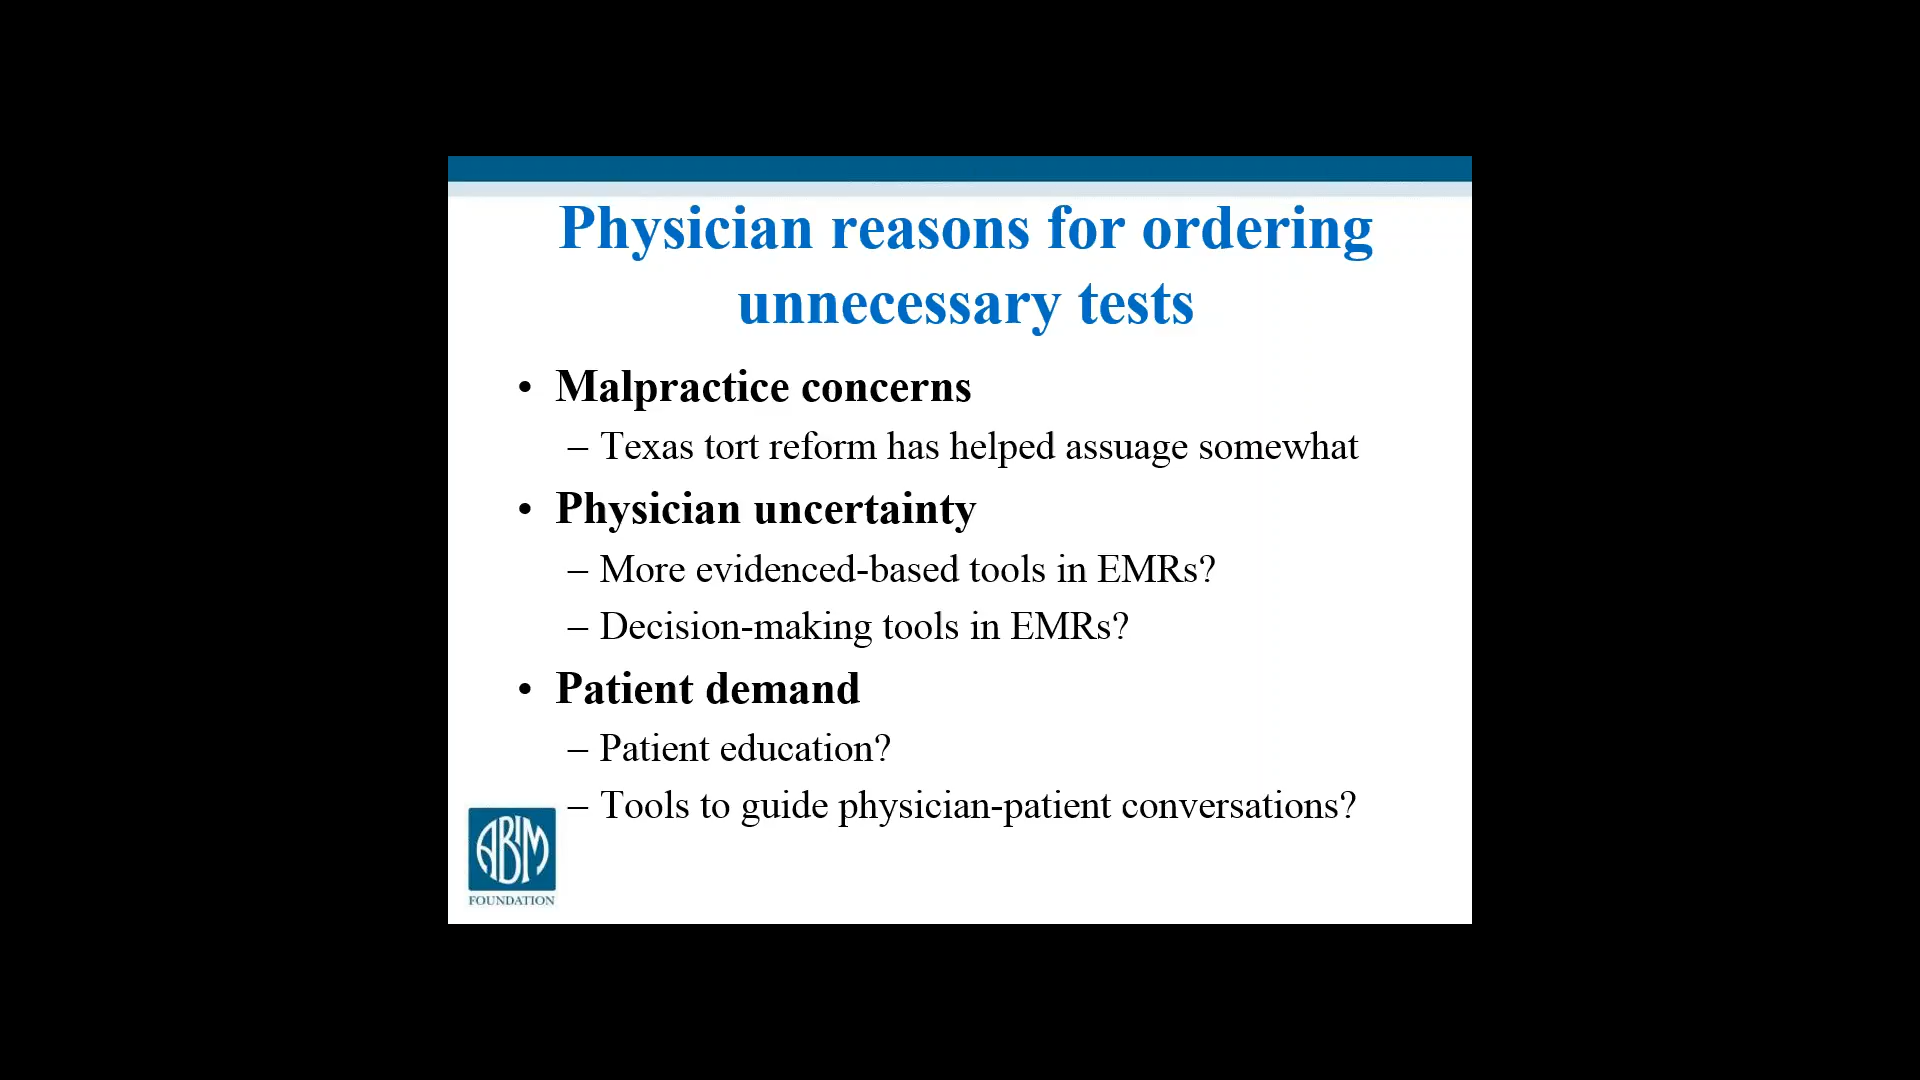 Physician reasons for ordering
unnecessary tests
• Malpractice concerns
– Texas tort reform has helped assuage somewhat
• Physician uncertainty
– More evidenced-based tools in EMRs?
– Decision-making tools in EMRs?
• Patient demand
– Patient education?
– Tools to guide physician-patient conversations?
ABIM
FOUNDATION